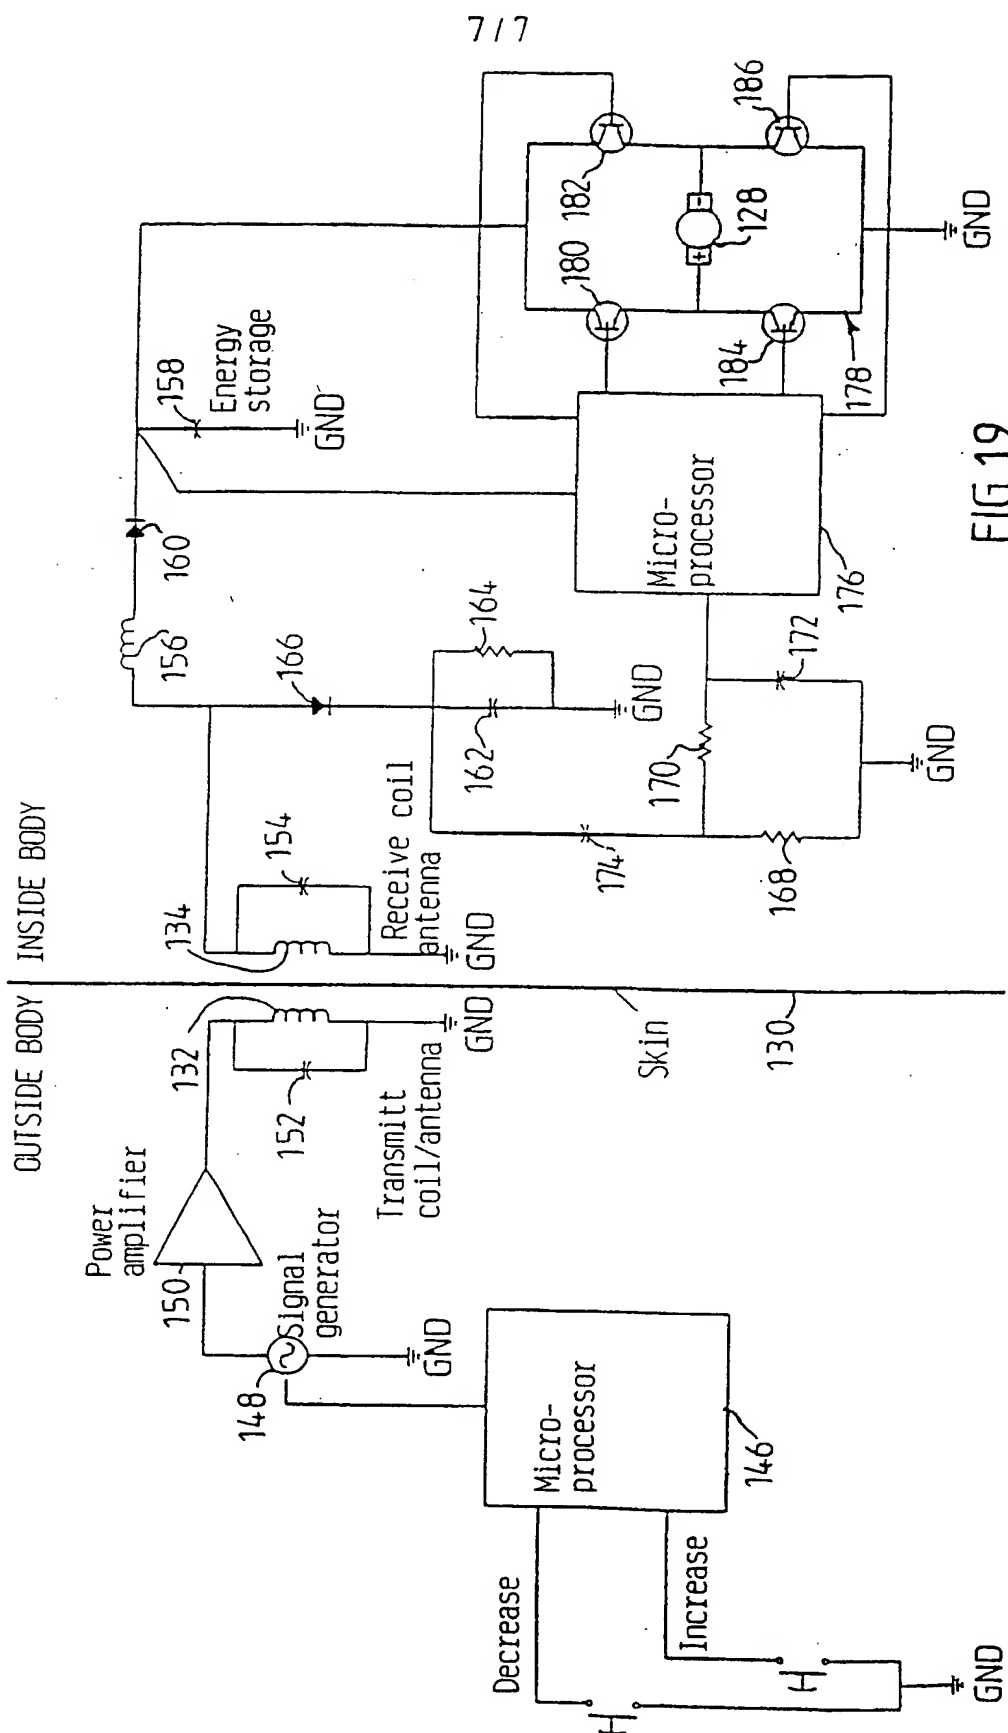 7/7
OUTSIDE BODY
INSIDE BODY
Power
amplifier
150
148
Signal
generator
GND
132
152
Transmitt
coil/antenna
GND
Micro-
processor
146
Decrease
Increase
GND
134
154
Receive coil
antenna
GND
Skin
130
156
160
158
Energy
storage
GND
166
164
162
GND
174
170
172
168
GND
Micro-
processor
176
180
182
184
186
128
178
GND
FIG 19